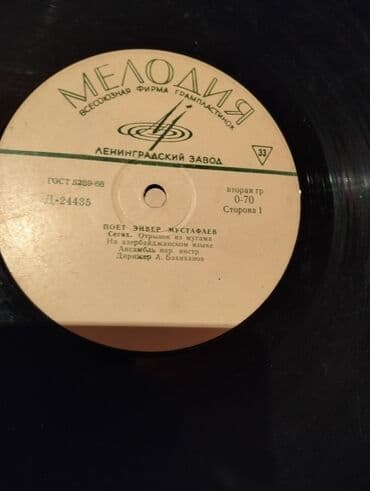 МЕЛОДИЯ
ВСЕСОЮЗНАЯ ФИРМА ГРАМПЛАСТИНОК
ЛЕНИНГРАДСКИЙ ЗАВОД
33
ГОСТ 5289-68
Д-24435
вторая гр
0-70
Сторона 1
ПОЕТ ЭНВЕР МУСТАФАЕВ
Сегях. Отрывок из мугама
На азербайджанском языке
Ансамбль нар. инстр.
Дирижер А. Бакиханов